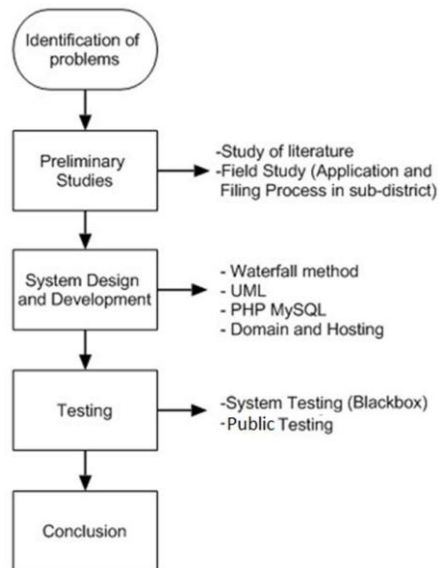 Identification of
problems
Preliminary
Studies
-Study of literature
-Field Study (Application and
Filing Process in sub-district)
System Design
and Development
- Waterfall method
- UML
- PHP MySQL
- Domain and Hosting
Testing
-System Testing (Blackbox)
-Public Testing
Conclusion